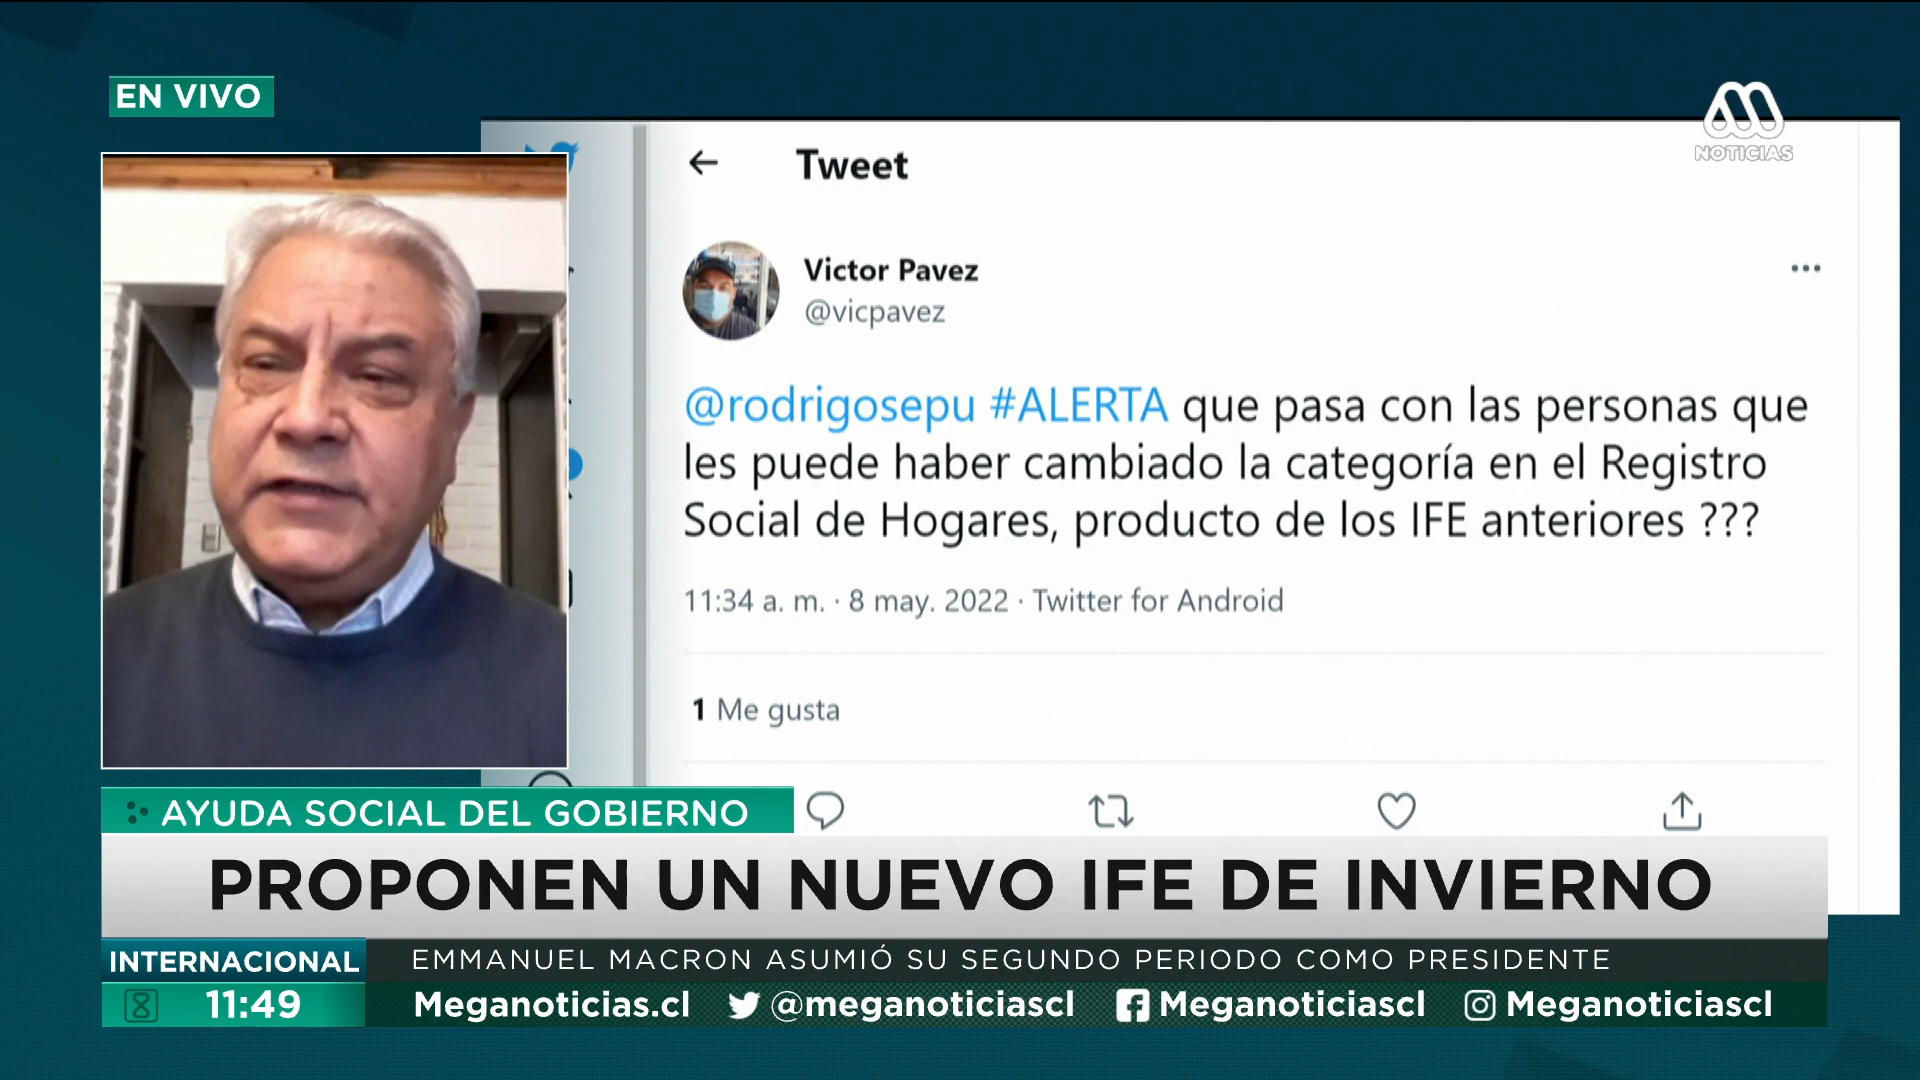 EN VIVO
NOTICIAS
Tweet
Victor Pavez
@vicpavez
@rodrigosepu #ALERTA que pasa con las personas que
les puede haber cambiado la categoría en el Registro
Social de Hogares, producto de los IFE anteriores ???
11:34 a. m. · 8 may. 2022 · Twitter for Android
1 Me gusta
AYUDA SOCIAL DEL GOBIERNO
PROPONEN UN NUEVO IFE DE INVIERNO
INTERNACIONAL EMMANUEL MACRON ASUMIÓ SU SEGUNDO PERIODO COMO PRESIDENTE
11:49 Meganoticias.cl @meganoticiascl Meganoticiascl Meganoticiascl